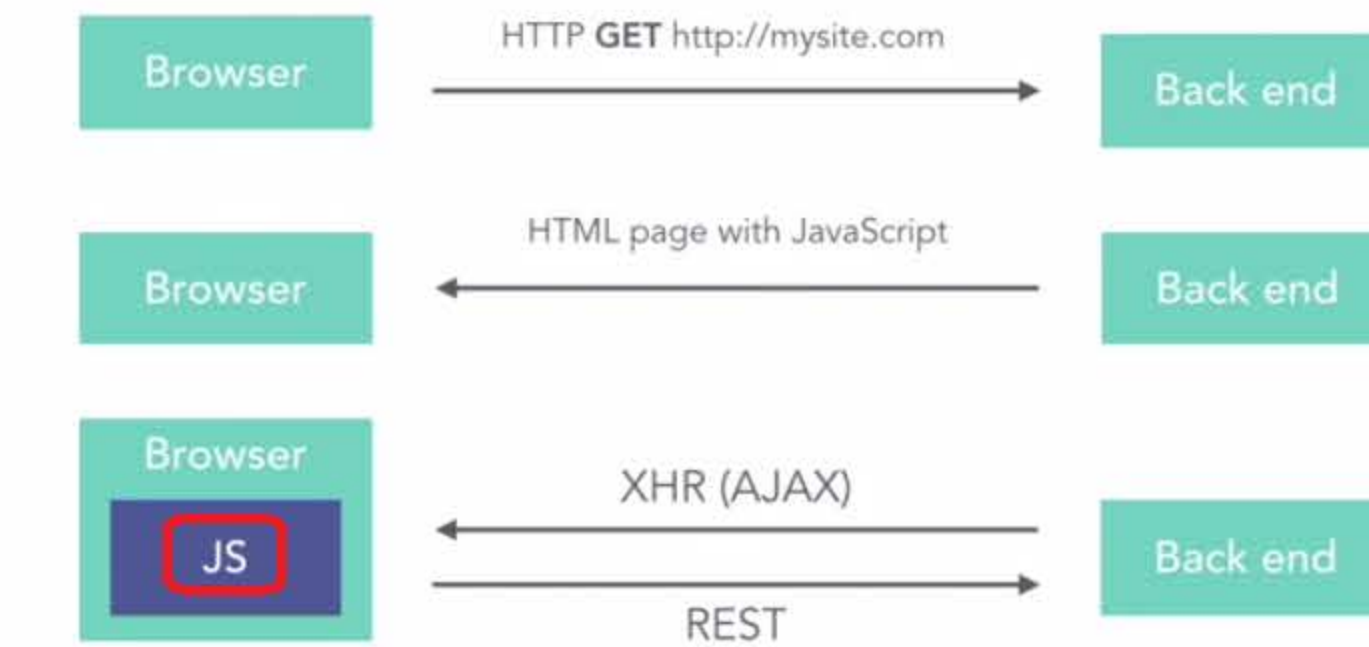 HTTP GET http://mysite.com
Browser
Back end
HTML page with JavaScript
Browser
Back end
Browser
XHR (AJAX)
JS
Back end
REST